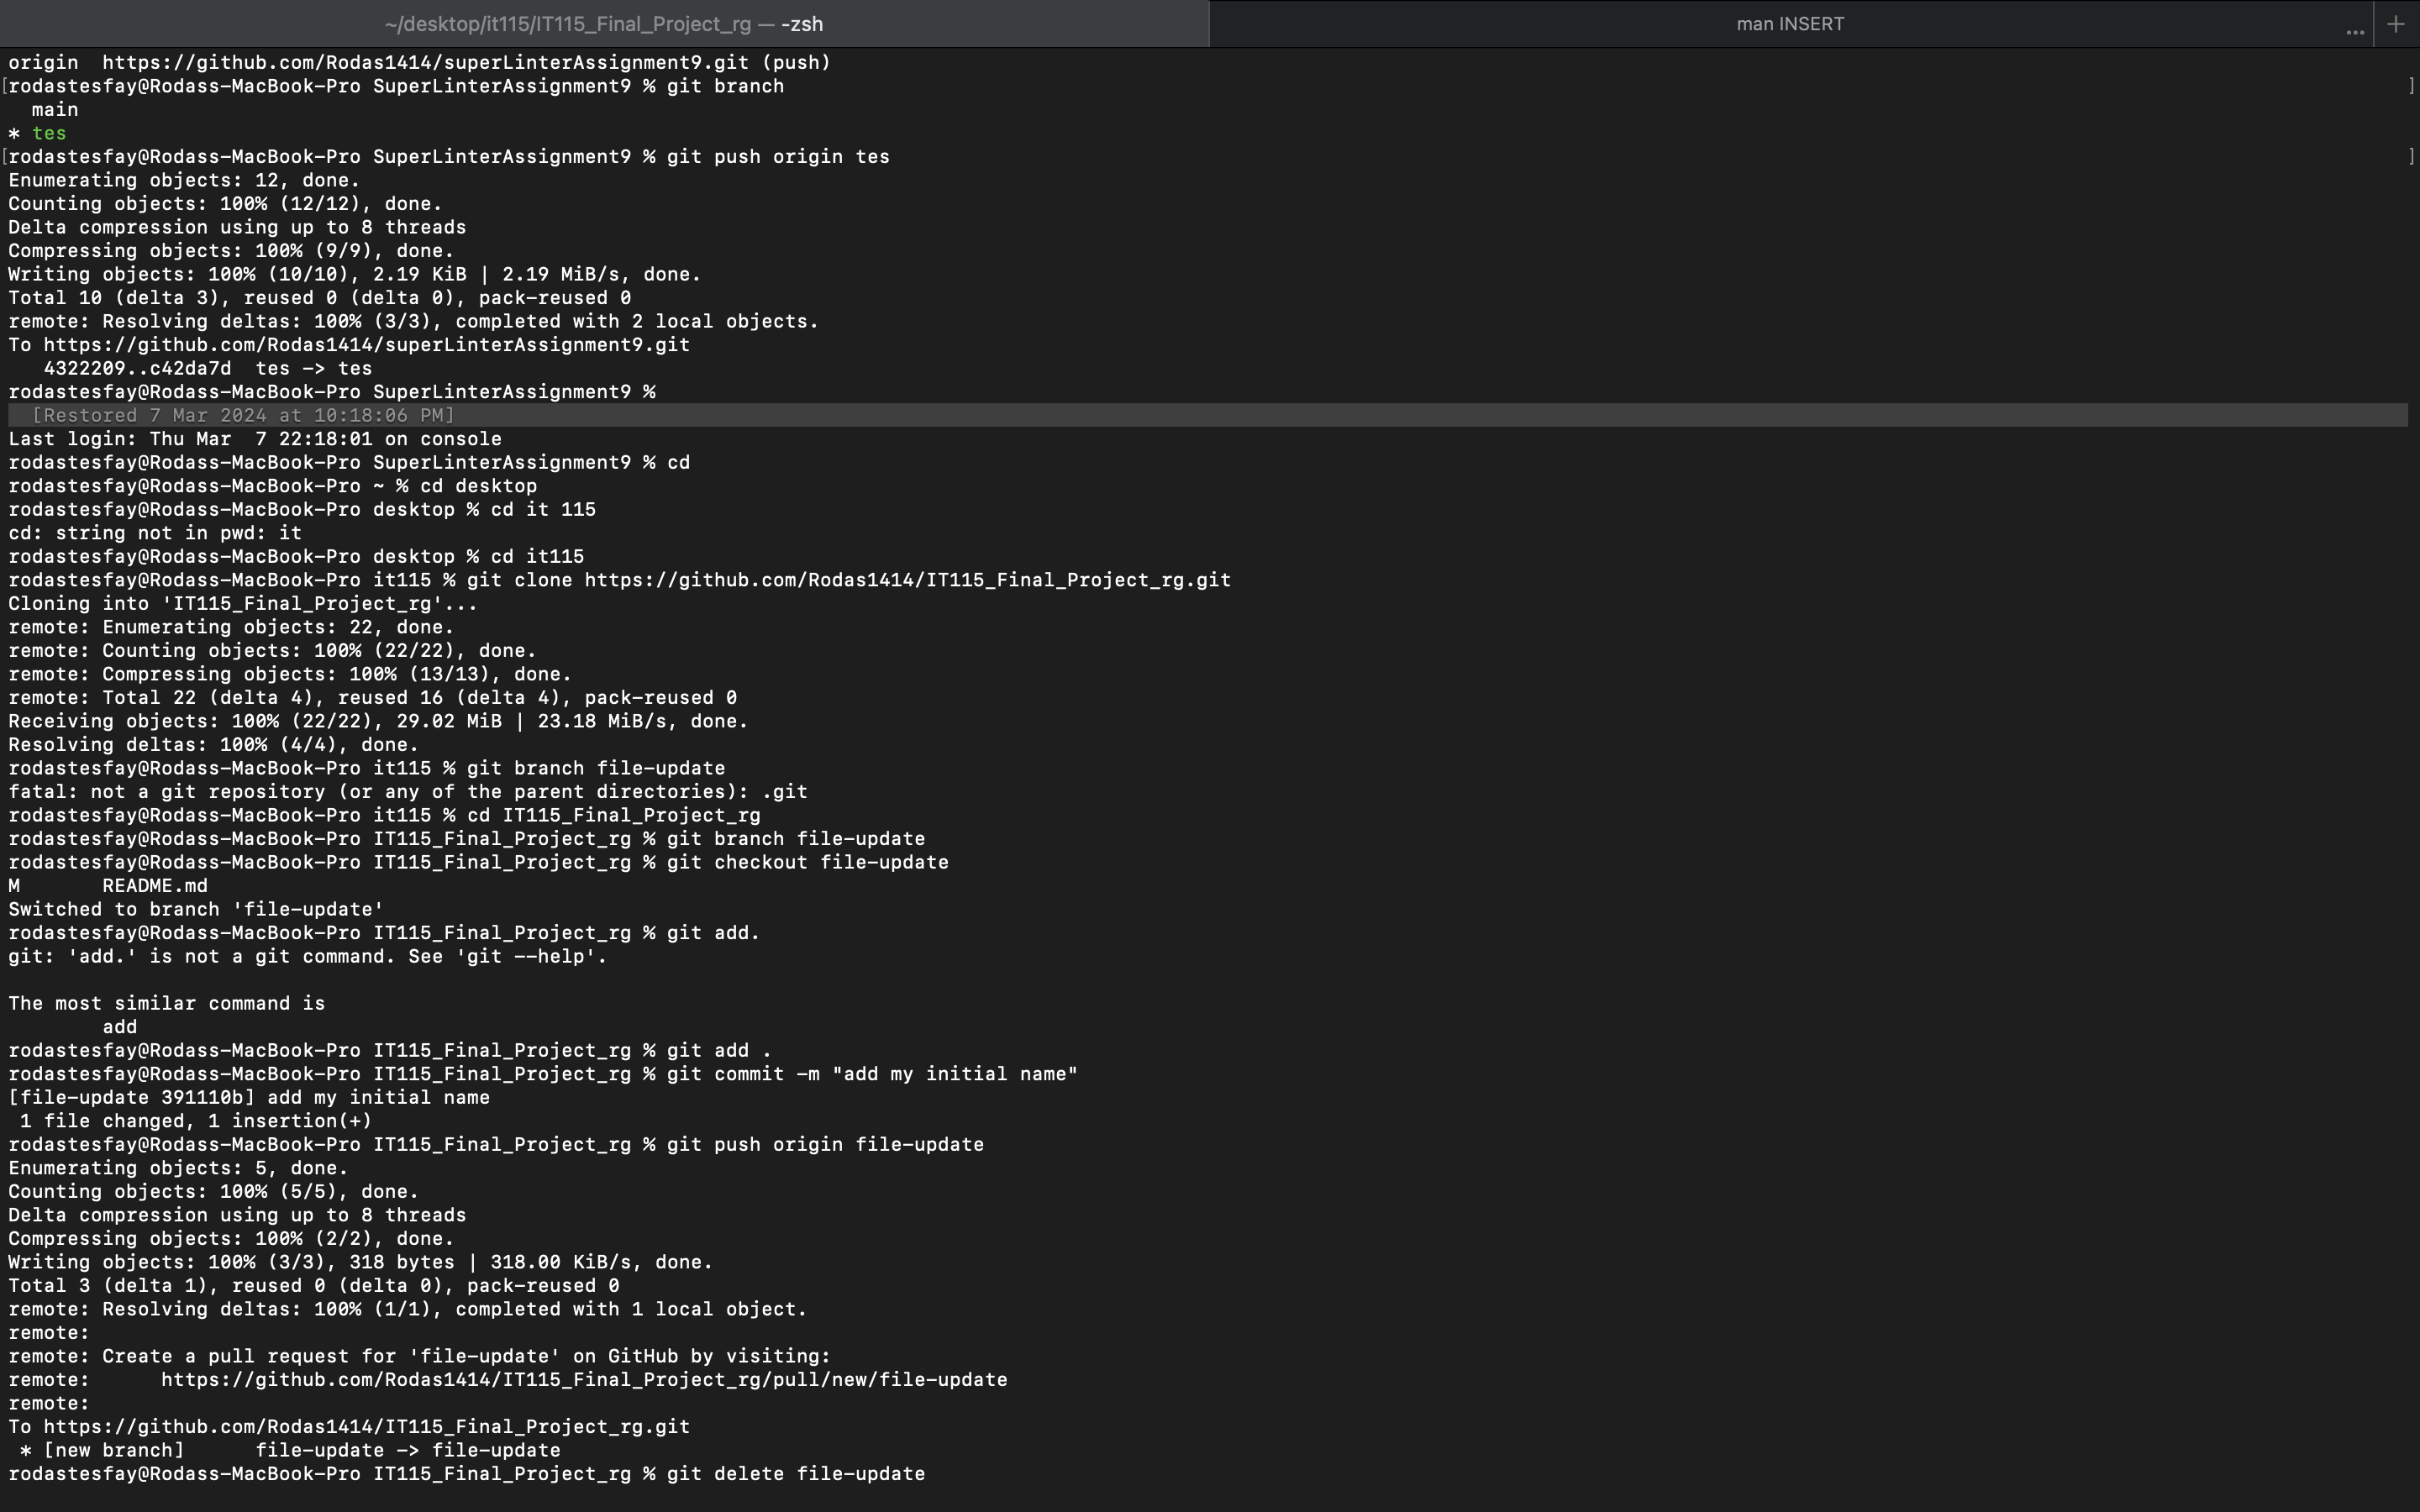 ~/desktop/it115/IT115_Final_Project_rg — -zsh
man INSERT
...
+
origin  https://github.com/Rodas1414/superLinterAssignment9.git (push)
[rodastesfay@Rodass-MacBook-Pro SuperLinterAssignment9 % git branch ]
  main
* tes
[rodastesfay@Rodass-MacBook-Pro SuperLinterAssignment9 % git push origin tes ]
Enumerating objects: 12, done.
Counting objects: 100% (12/12), done.
Delta compression using up to 8 threads
Compressing objects: 100% (9/9), done.
Writing objects: 100% (10/10), 2.19 KiB | 2.19 MiB/s, done.
Total 10 (delta 3), reused 0 (delta 0), pack-reused 0
remote: Resolving deltas: 100% (3/3), completed with 2 local objects.
To https://github.com/Rodas1414/superLinterAssignment9.git
   4322209..c42da7d  tes -> tes
rodastesfay@Rodass-MacBook-Pro SuperLinterAssignment9 %
  [Restored 7 Mar 2024 at 10:18:06 PM]
Last login: Thu Mar  7 22:18:01 on console
rodastesfay@Rodass-MacBook-Pro SuperLinterAssignment9 % cd
rodastesfay@Rodass-MacBook-Pro ~ % cd desktop
rodastesfay@Rodass-MacBook-Pro desktop % cd it 115
cd: string not in pwd: it
rodastesfay@Rodass-MacBook-Pro desktop % cd it115
rodastesfay@Rodass-MacBook-Pro it115 % git clone https://github.com/Rodas1414/IT115_Final_Project_rg.git
Cloning into 'IT115_Final_Project_rg'...
remote: Enumerating objects: 22, done.
remote: Counting objects: 100% (22/22), done.
remote: Compressing objects: 100% (13/13), done.
remote: Total 22 (delta 4), reused 16 (delta 4), pack-reused 0
Receiving objects: 100% (22/22), 29.02 MiB | 23.18 MiB/s, done.
Resolving deltas: 100% (4/4), done.
rodastesfay@Rodass-MacBook-Pro it115 % git branch file-update
fatal: not a git repository (or any of the parent directories): .git
rodastesfay@Rodass-MacBook-Pro it115 % cd IT115_Final_Project_rg
rodastesfay@Rodass-MacBook-Pro IT115_Final_Project_rg % git branch file-update
rodastesfay@Rodass-MacBook-Pro IT115_Final_Project_rg % git checkout file-update
M       README.md
Switched to branch 'file-update'
rodastesfay@Rodass-MacBook-Pro IT115_Final_Project_rg % git add.
git: 'add.' is not a git command. See 'git --help'.

The most similar command is
        add
rodastesfay@Rodass-MacBook-Pro IT115_Final_Project_rg % git add .
rodastesfay@Rodass-MacBook-Pro IT115_Final_Project_rg % git commit -m "add my initial name"
[file-update 391110b] add my initial name
 1 file changed, 1 insertion(+)
rodastesfay@Rodass-MacBook-Pro IT115_Final_Project_rg % git push origin file-update
Enumerating objects: 5, done.
Counting objects: 100% (5/5), done.
Delta compression using up to 8 threads
Compressing objects: 100% (2/2), done.
Writing objects: 100% (3/3), 318 bytes | 318.00 KiB/s, done.
Total 3 (delta 1), reused 0 (delta 0), pack-reused 0
remote: Resolving deltas: 100% (1/1), completed with 1 local object.
remote:
remote: Create a pull request for 'file-update' on GitHub by visiting:
remote:      https://github.com/Rodas1414/IT115_Final_Project_rg/pull/new/file-update
remote:
To https://github.com/Rodas1414/IT115_Final_Project_rg.git
 * [new branch]      file-update -> file-update
rodastesfay@Rodass-MacBook-Pro IT115_Final_Project_rg % git delete file-update